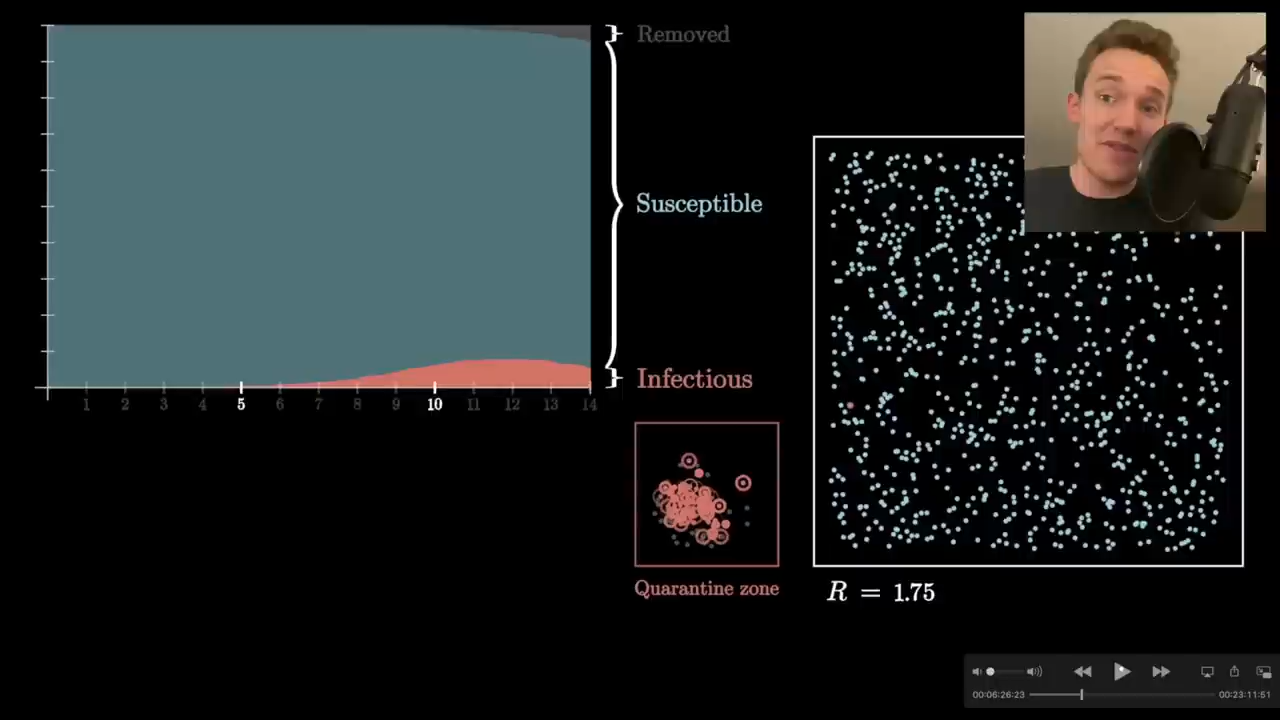 Removed
Susceptible
Infectious
1 2 3 4 5 6 7 8 9 10 11 12 13 14
Quarantine zone
R = 1.75
00:06:26:23
00:23:11:51